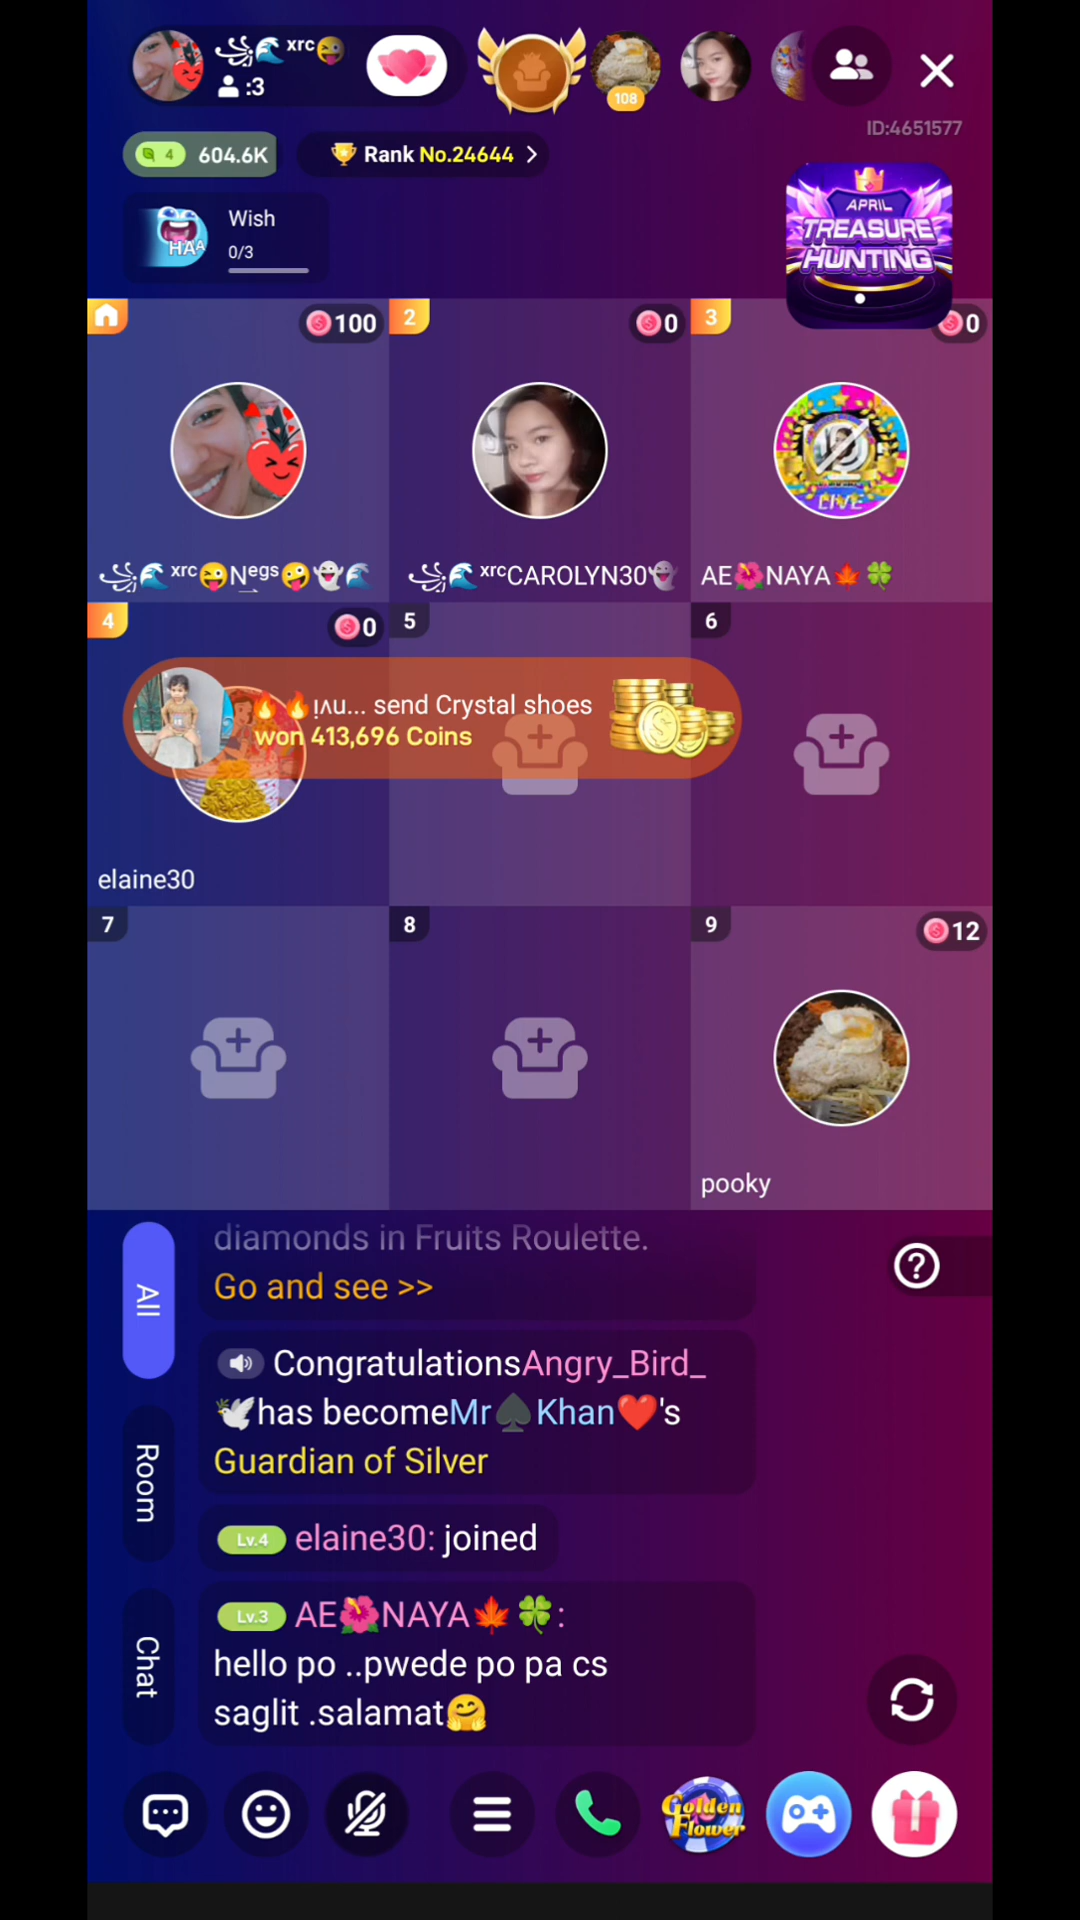 ꧁🌊 xrc😜
:3
108
ID:4651577
4 604.6K
Rank No.24644 >
Wish
0/3
HAA
APRIL
TREASURE
HUNTING
100
2
0
3
0
LIVE
꧁🌊 xrc😜Negs🤪👻🌊
꧁🌊xrcCAROLYN30👻
AE🌺NAYA🍁🍀
4
0
5
6
🔥🔥ᴉʌu... send Crystal shoes
won 413,696 Coins
elaine30
7
8
9
12
pooky
All
Room
Chat
diamonds in Fruits Roulette.
Go and see >>
CongratulationsAngry_Bird_
🕊has becomeMr♠Khan❤'s
Guardian of Silver
Lv.4 elaine30: joined
Lv.3 AE🌺NAYA🍁🍀:
hello po ..pwede po pa cs
saglit .salamat🤗
Golden
Flower